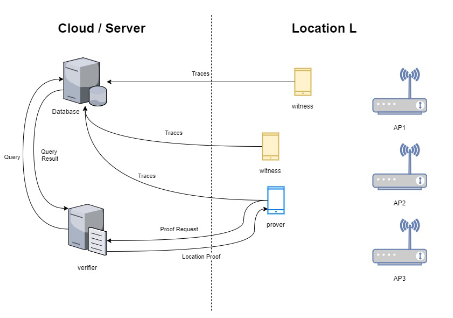 Cloud / Server
Location L
Traces
witness
Database
AP1
Traces
Query
Query
Result
witness
Traces
AP2
prover
Proof Request
Location Proof
verifier
AP3